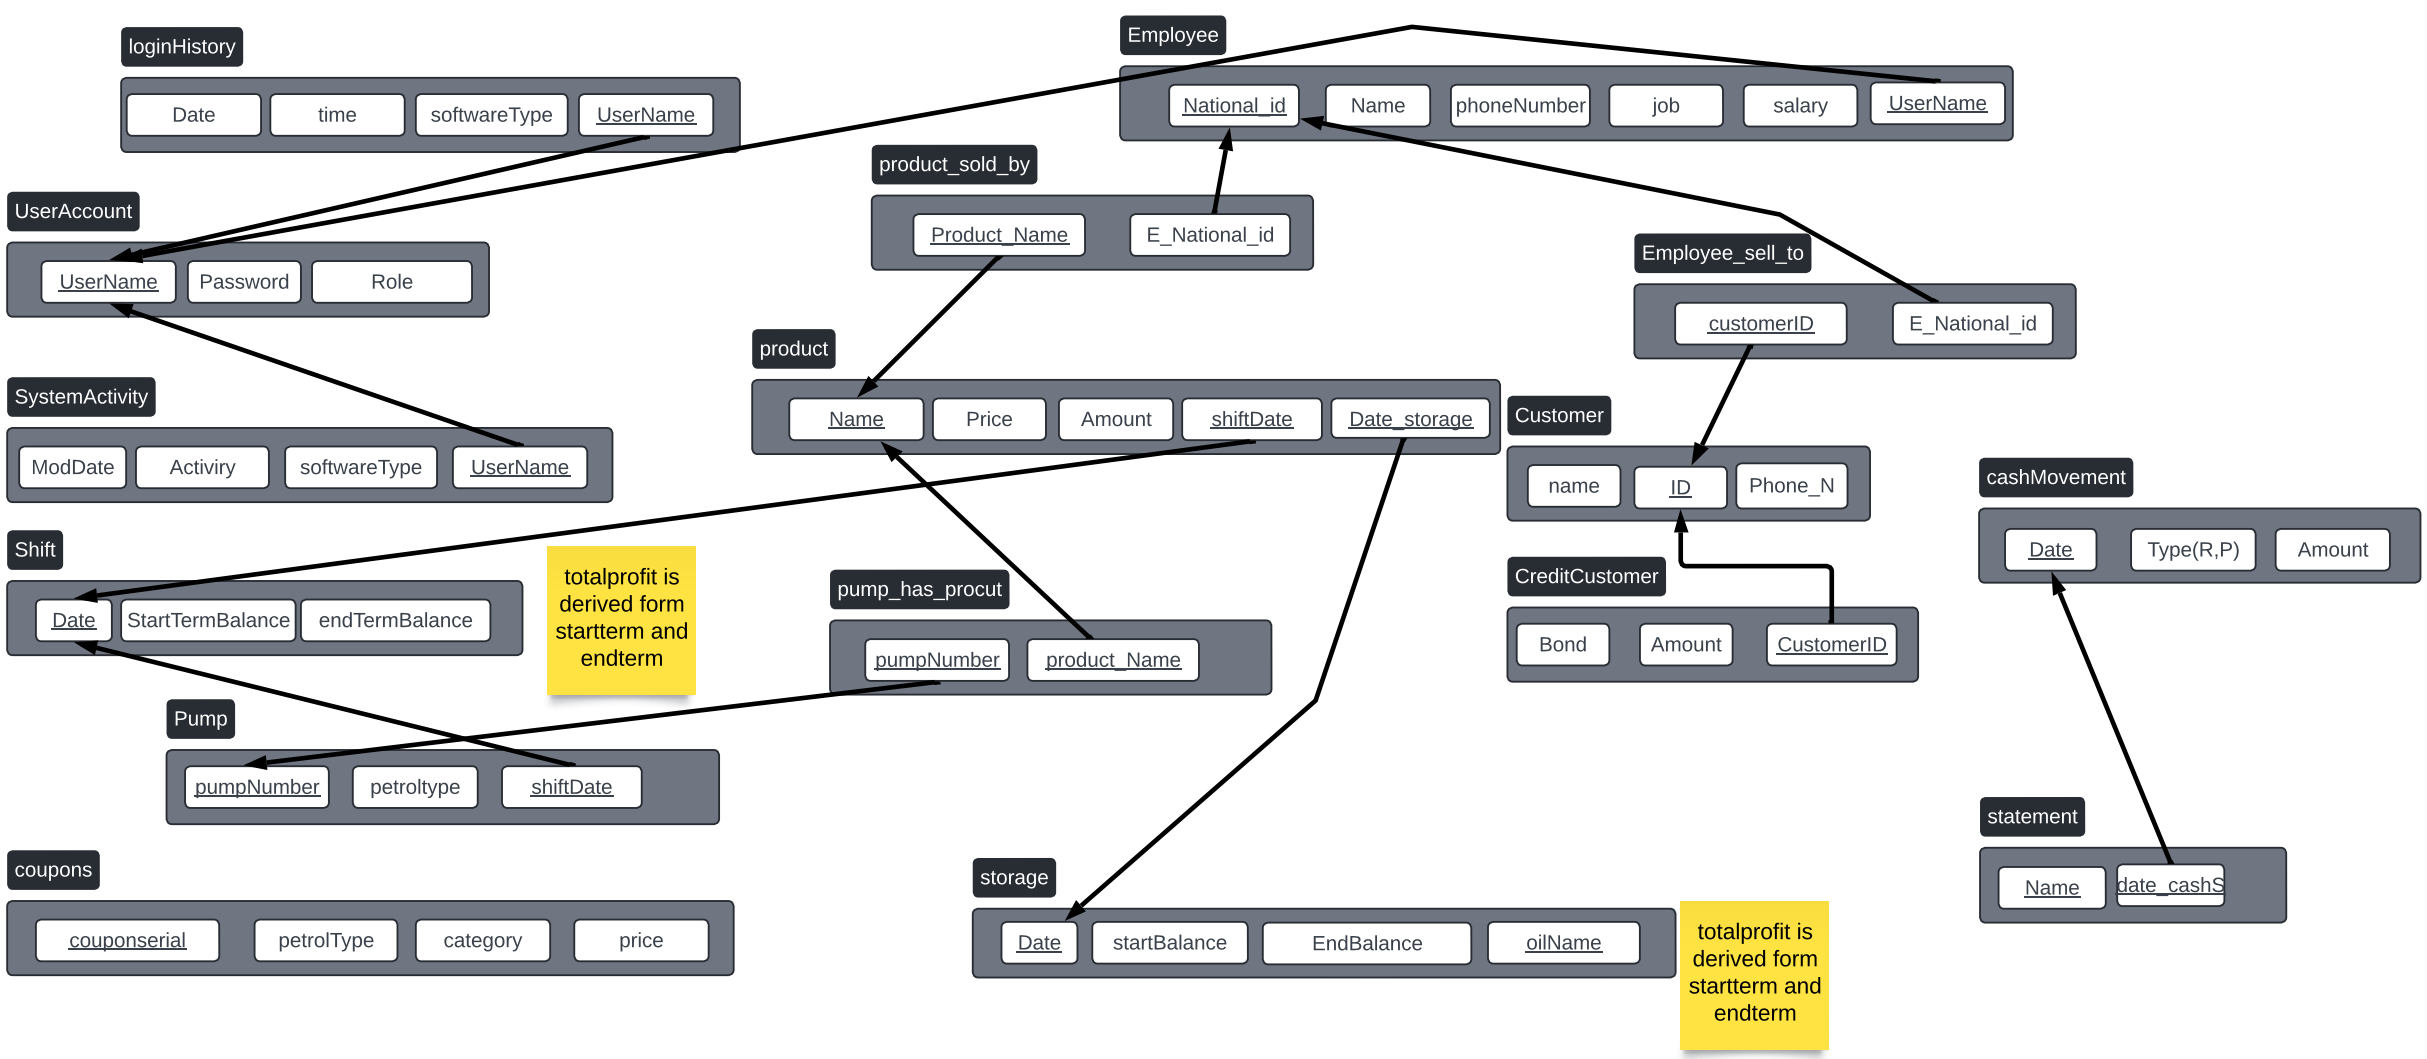 loginHistory
Date time softwareType UserName
Employee
National_id Name phoneNumber job salary UserName
product_sold_by
Product_Name E_National_id
UserAccount
UserName Password Role
Employee_sell_to
customerID E_National_id
product
Name Price Amount shiftDate Date_storage
SystemActivity
ModDate Activiry softwareType UserName
Customer
name ID Phone_N
cashMovement
Date Type(R,P) Amount
Shift
Date StartTermBalance endTermBalance
totalprofit is
derived form
startterm and
endterm
pump_has_procut
pumpNumber product_Name
CreditCustomer
Bond Amount CustomerID
Pump
pumpNumber petroltype shiftDate
statement
Name date_cashS
coupons
couponserial petrolType category price
storage
Date startBalance EndBalance oilName
totalprofit is
derived form
startterm and
endterm